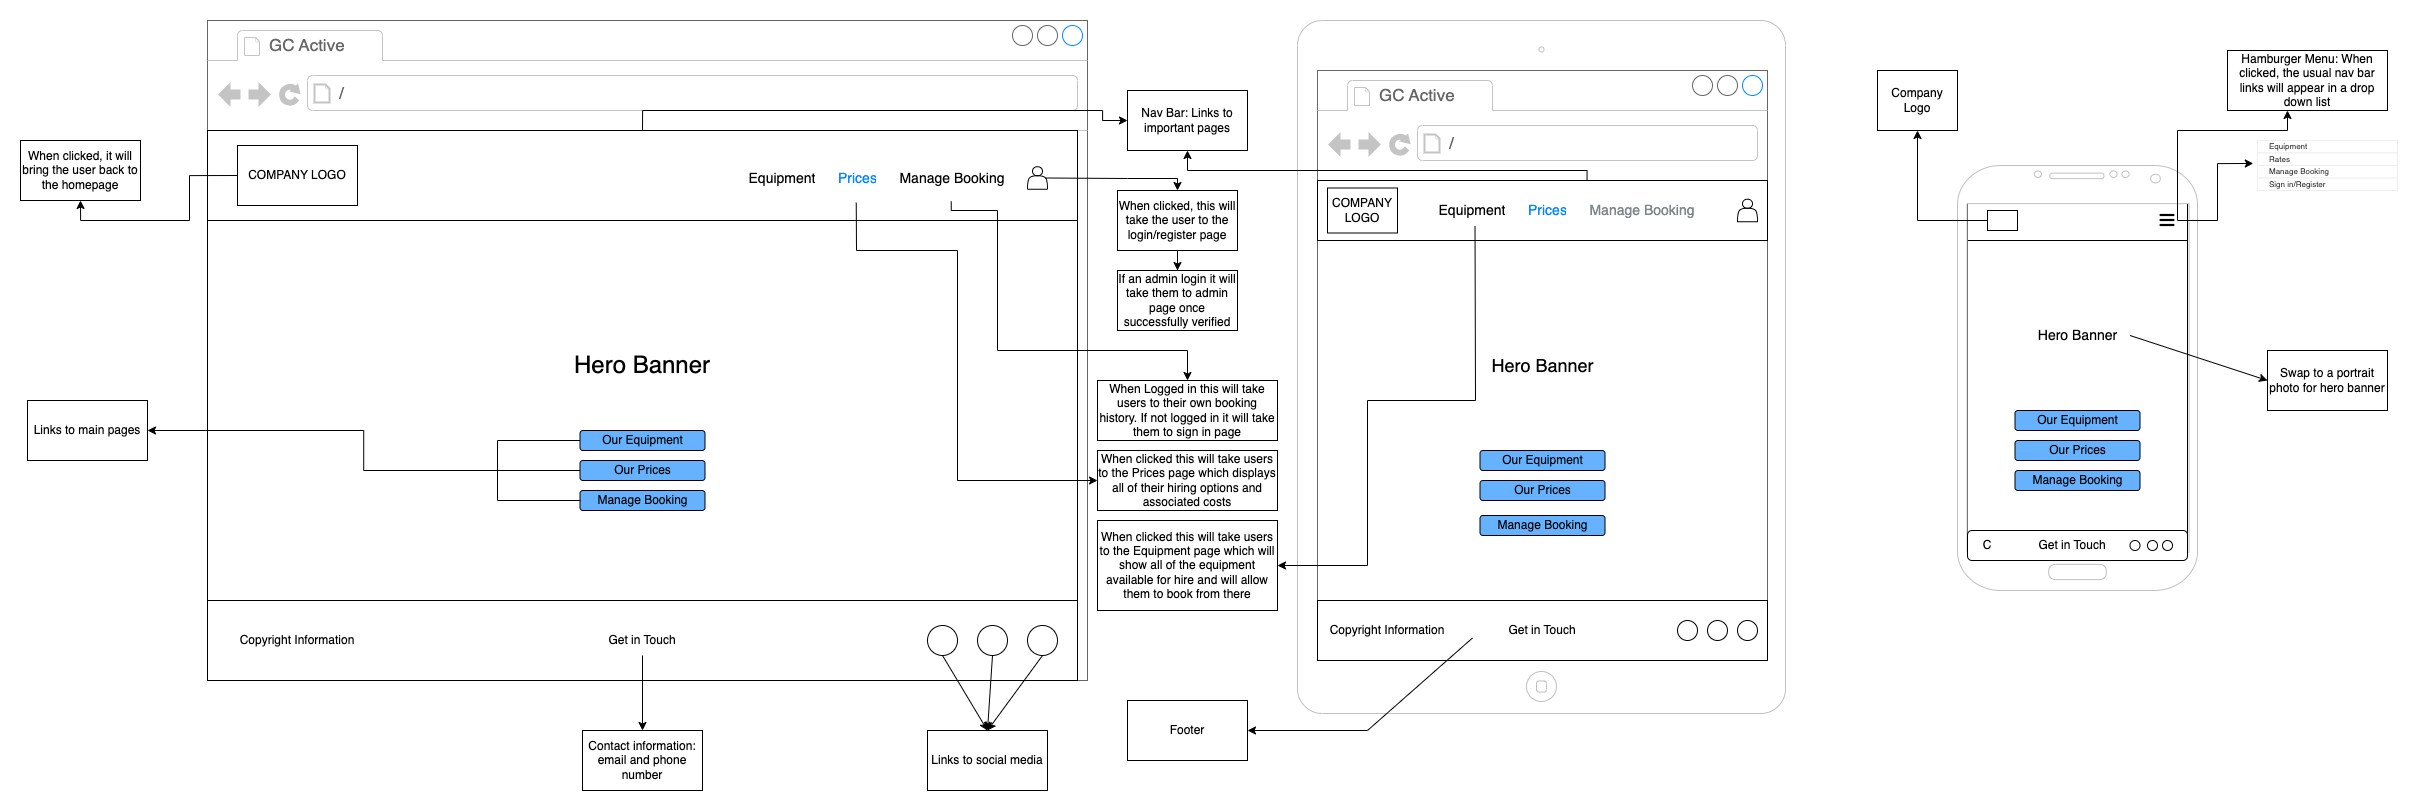 GC Active
/
When clicked, it will
bring the user back to
the homepage
COMPANY LOGO
Equipment
Prices
Manage Booking
Hero Banner
Links to main pages
Our Equipment
Our Prices
Manage Booking
Copyright Information
Get in Touch
Contact information:
email and phone
number
Links to social media
Nav Bar: Links to
important pages
When clicked, this will
take the user to the
login/register page
If an admin login it will
take them to admin
page once
successfully verified
When Logged in this will take
users to their own booking
history. If not logged in it will take
them to sign in page
When clicked this will take users
to the Prices page which displays
all of their hiring options and
associated costs
When clicked this will take users
to the Equipment page which will
show all of the equipment
available for hire and will allow
them to book from there
Footer
GC Active
/
COMPANY
LOGO
Equipment
Prices
Manage Booking
Hero Banner
Our Equipment
Our Prices
Manage Booking
Copyright Information
Get in Touch
Company
Logo
Hamburger Menu: When
clicked, the usual nav bar
links will appear in a drop
down list
Equipment
Rates
Manage Booking
Sign in/Register
Hero Banner
Swap to a portrait
photo for hero banner
Our Equipment
Our Prices
Manage Booking
C
Get in Touch